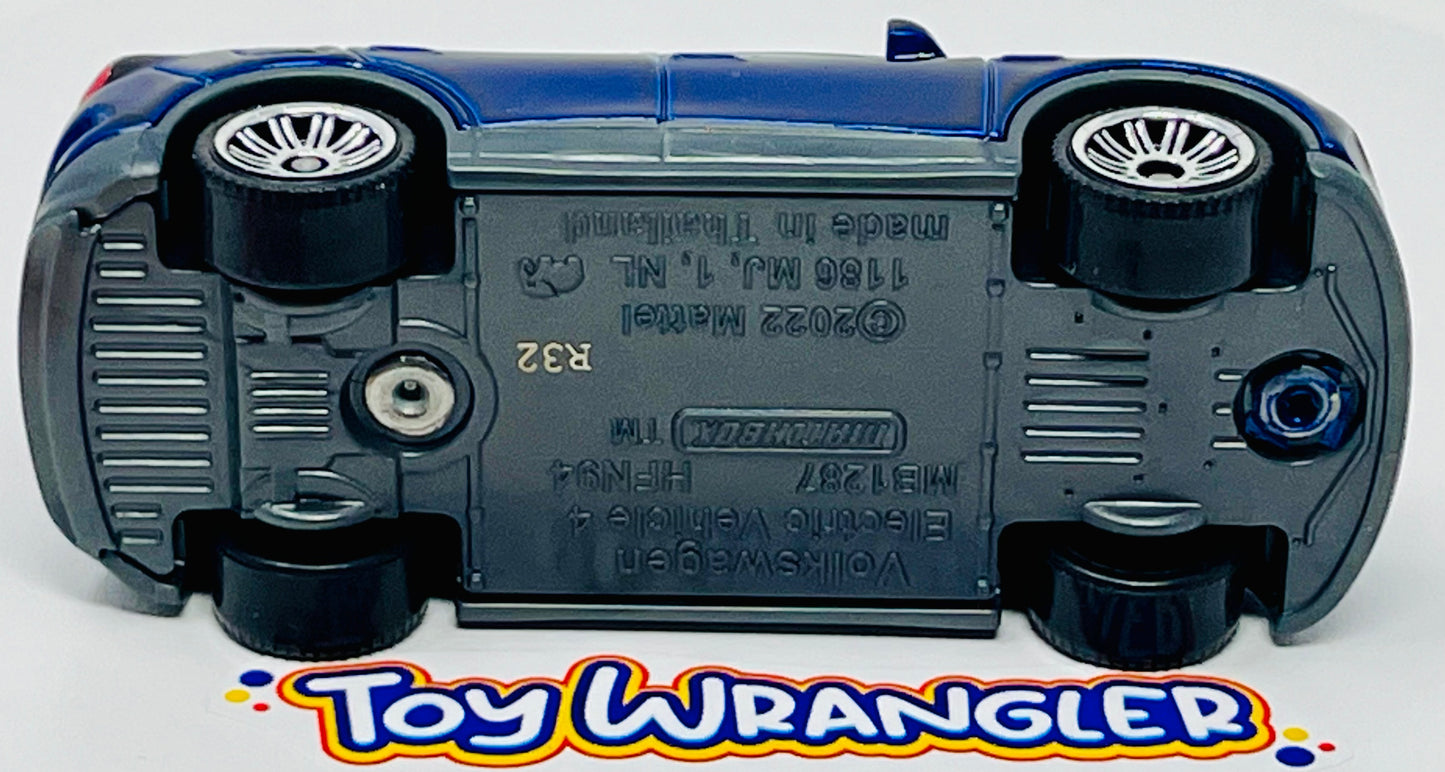 Volkswagen
Electric Vehicle 4
MB1287 HFN94
MATCHBOX TM
R32
©2022 Mattel
1186 MJ, 1, NL
made in Thailand
TOY WRANGLER